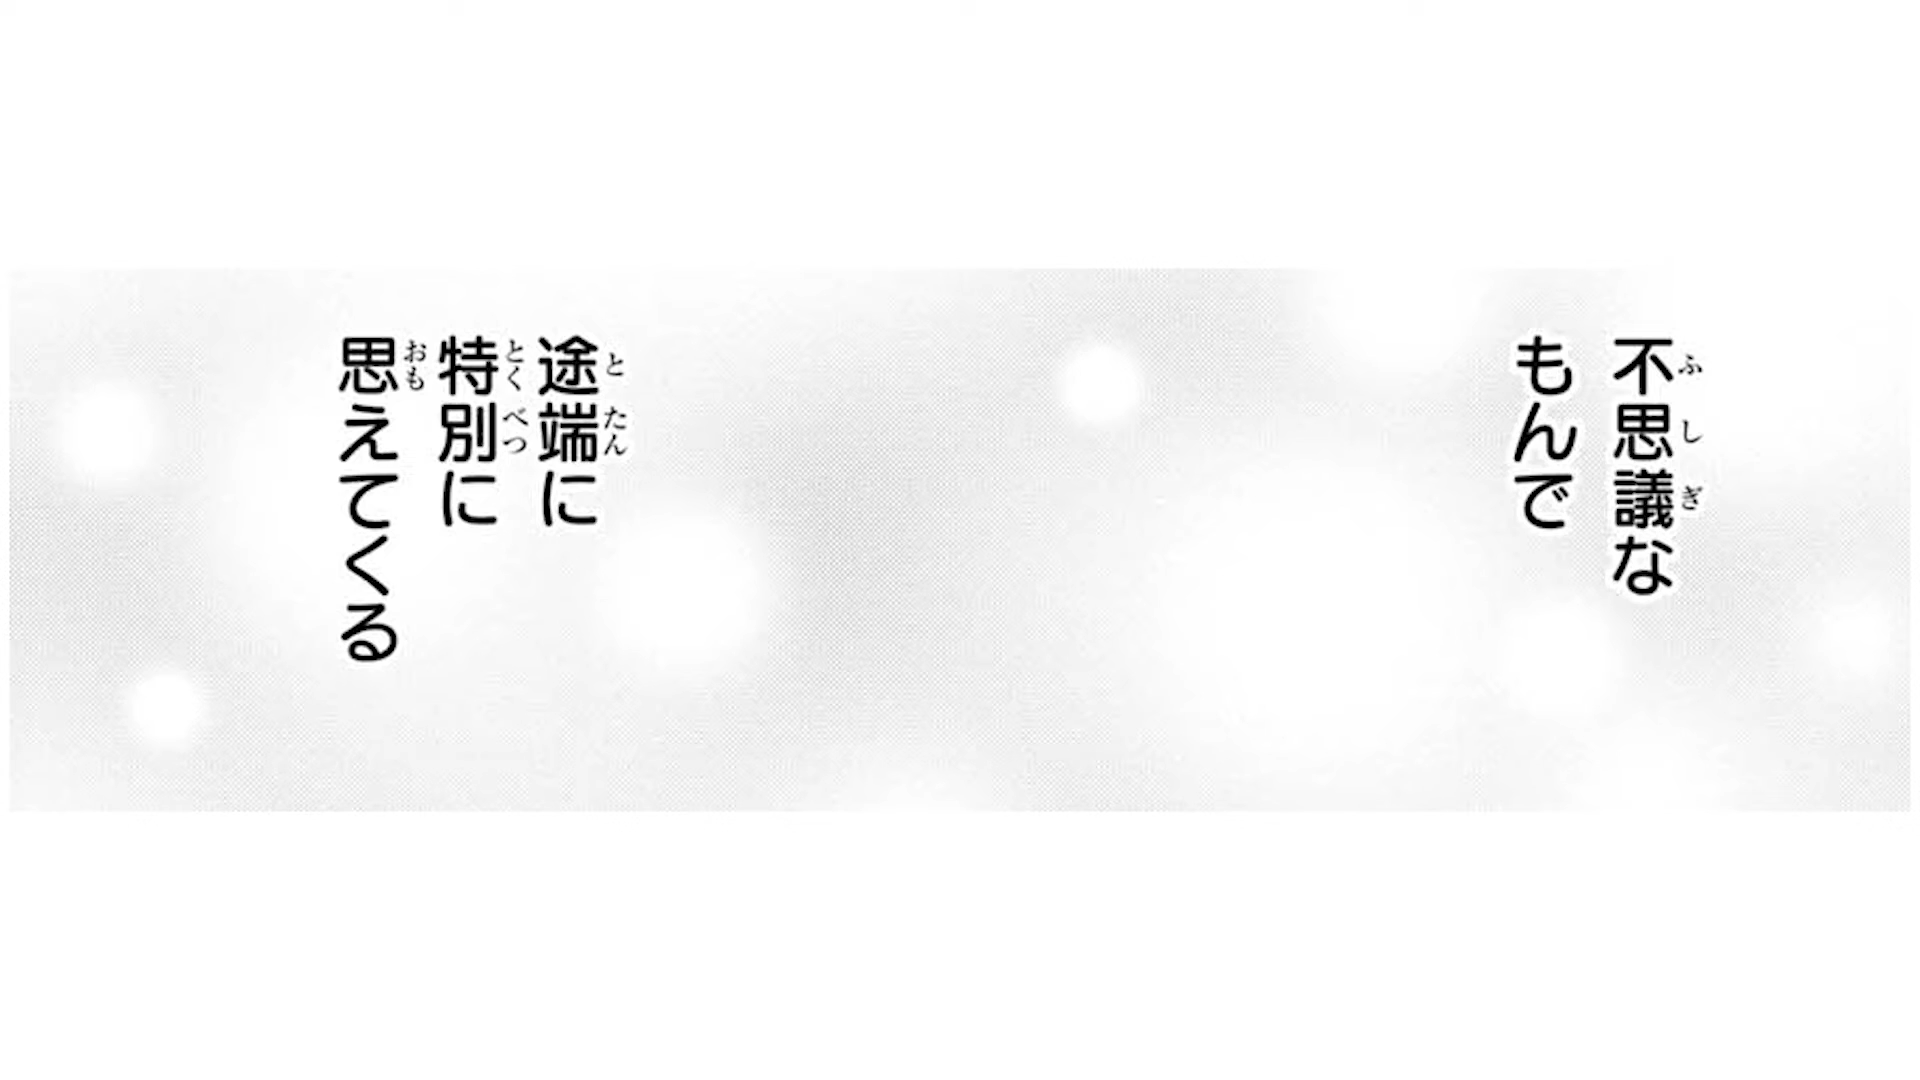 不思議な
もんで
途端に
特別に
思えてくる